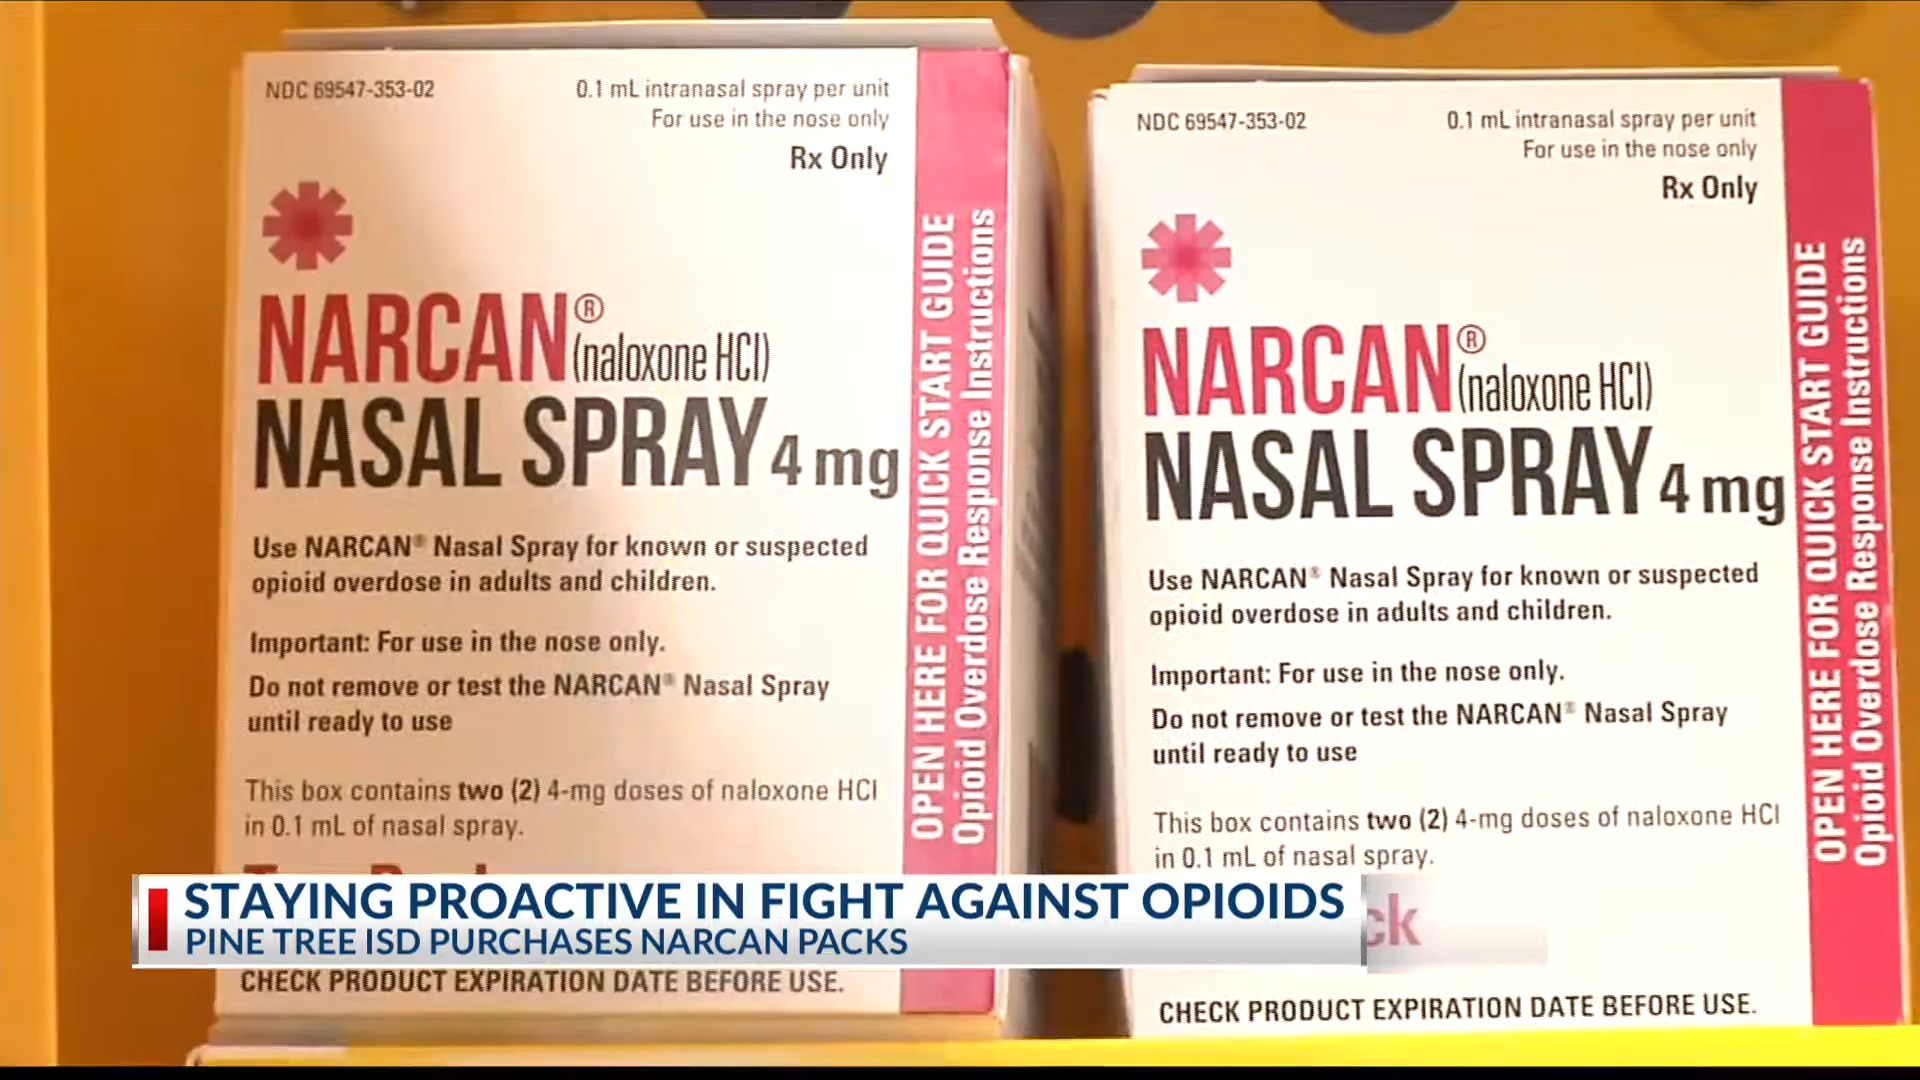 NDC 69547-353-02
0.1 mL intranasal spray per unit
For use in the nose only
Rx Only
NARCAN®
(naloxone HCl)
NASAL SPRAY 4 mg
Use NARCAN® Nasal Spray for known or suspected
opioid overdose in adults and children.
Important: For use in the nose only.
Do not remove or test the NARCAN® Nasal Spray
until ready to use
This box contains two (2) 4-mg doses of naloxone HCl
in 0.1 mL of nasal spray.
CHECK PRODUCT EXPIRATION DATE BEFORE USE.
OPEN HERE FOR QUICK START GUIDE
Opioid Overdose Response Instructions
NDC 69547-353-02
0.1 mL intranasal spray per unit
For use in the nose only
Rx Only
NARCAN®
(naloxone HCl)
NASAL SPRAY 4 mg
Use NARCAN® Nasal Spray for known or suspected
opioid overdose in adults and children.
Important: For use in the nose only.
Do not remove or test the NARCAN® Nasal Spray
until ready to use
This box contains two (2) 4-mg doses of naloxone HCl
in 0.1 mL of nasal spray.
ck
CHECK PRODUCT EXPIRATION DATE BEFORE USE.
OPEN HERE FOR QUICK START GUIDE
Opioid Overdose Response Instructions
STAYING PROACTIVE IN FIGHT AGAINST OPIOIDS
PINE TREE ISD PURCHASES NARCAN PACKS